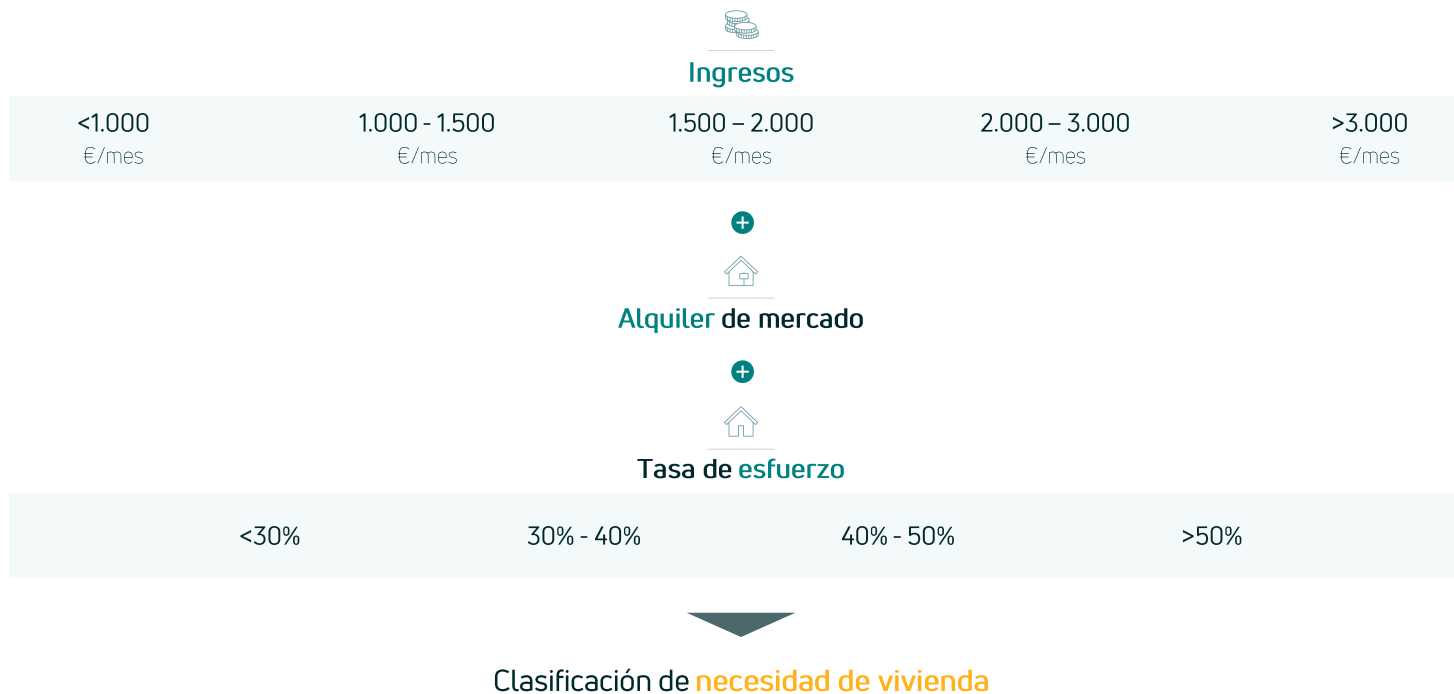 Ingresos
<1.000 1.000 - 1.500 1.500 – 2.000 2.000 – 3.000 >3.000
€/mes €/mes €/mes €/mes €/mes
+
Alquiler de mercado
+
Tasa de esfuerzo
<30% 30% - 40% 40% - 50% >50%
Clasificación de necesidad de vivienda